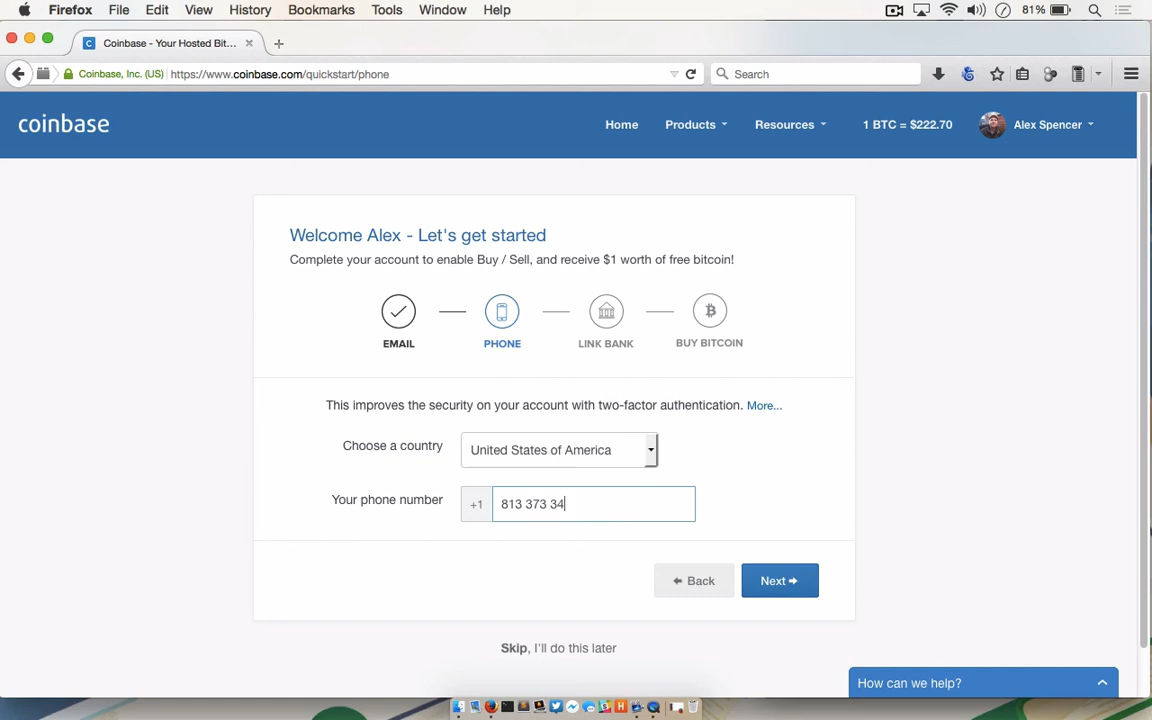 Firefox File Edit View History Bookmarks Tools Window Help 81%
Coinbase - Your Hosted Bit...
Coinbase, Inc. (US) https://www.coinbase.com/quickstart/phone Search
coinbase Home Products Resources 1 BTC = $222.70 Alex Spencer
Welcome Alex - Let's get started
Complete your account to enable Buy / Sell, and receive $1 worth of free bitcoin!
EMAIL PHONE LINK BANK BUY BITCOIN
This improves the security on your account with two-factor authentication. More...
Choose a country United States of America
Your phone number +1 813 373 34
Back Next
Skip, I'll do this later
How can we help?